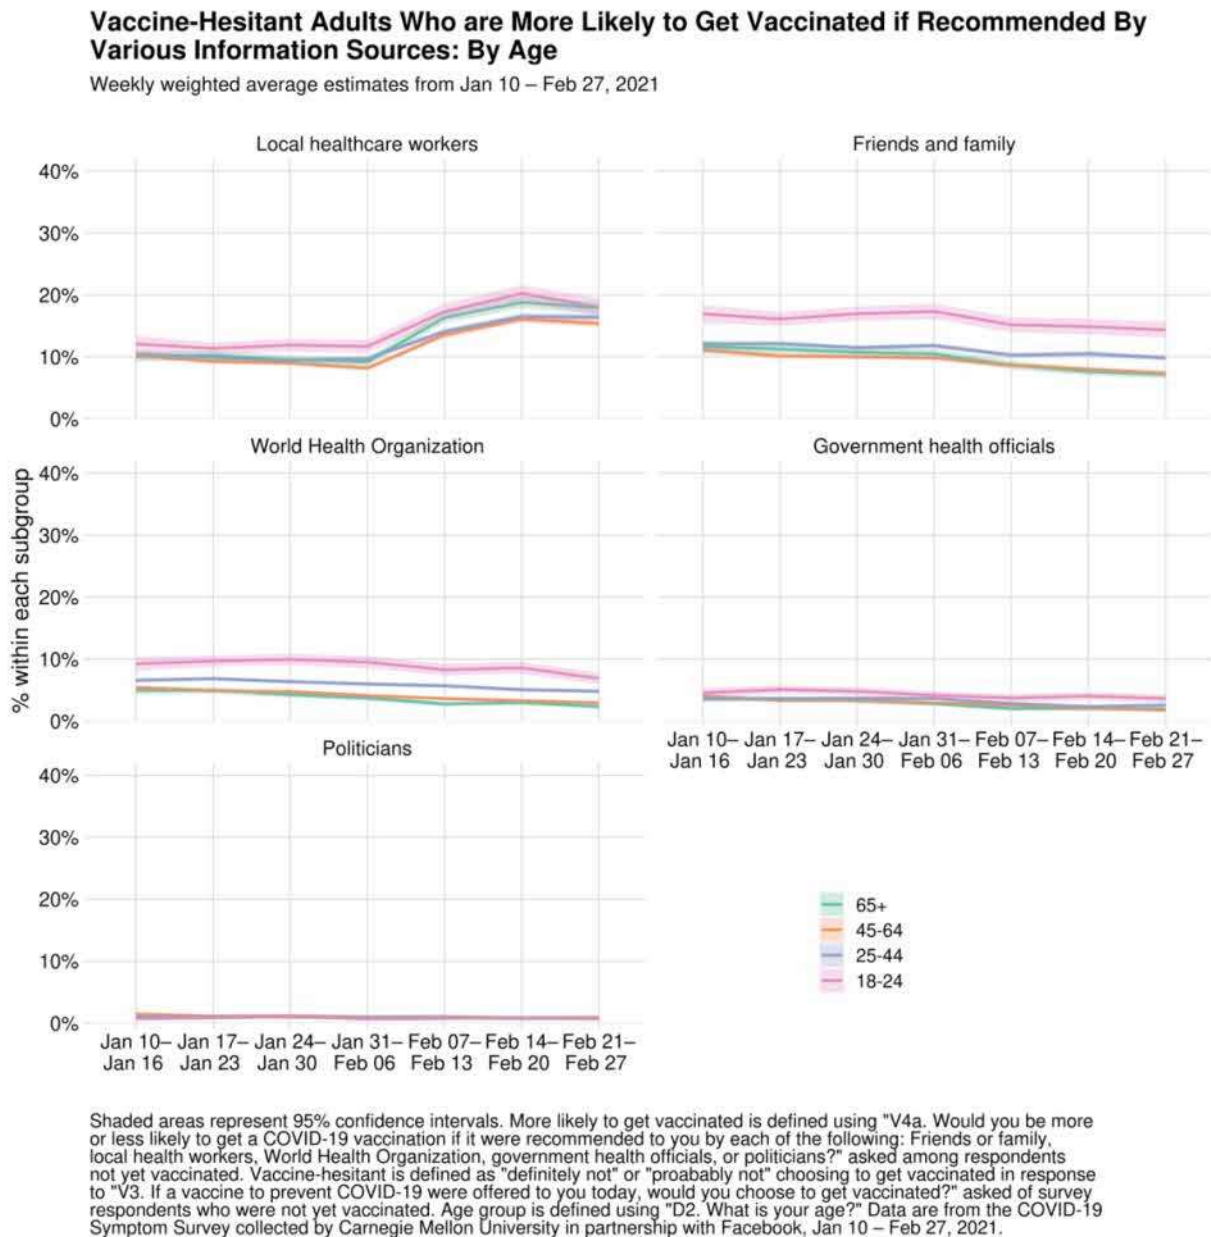 Vaccine-Hesitant Adults Who are More Likely to Get Vaccinated if Recommended By
Various Information Sources: By Age
Weekly weighted average estimates from Jan 10 – Feb 27, 2021
Local healthcare workers
Friends and family
40%
30%
20%
10%
0%
World Health Organization
Government health officials
40%
30%
20%
10%
0%
% within each subgroup
Jan 10– Jan 17– Jan 24– Jan 31– Feb 07– Feb 14– Feb 21–
Jan 16 Jan 23 Jan 30 Feb 06 Feb 13 Feb 20 Feb 27
Politicians
40%
30%
20%
10%
0%
Jan 10– Jan 17– Jan 24– Jan 31– Feb 07– Feb 14– Feb 21–
Jan 16 Jan 23 Jan 30 Feb 06 Feb 13 Feb 20 Feb 27
65+
45-64
25-44
18-24
Shaded areas represent 95% confidence intervals. More likely to get vaccinated is defined using "V4a. Would you be more
or less likely to get a COVID-19 vaccination if it were recommended to you by each of the following: Friends or family,
local health workers, World Health Organization, government health officials, or politicians?" asked among respondents
not yet vaccinated. Vaccine-hesitant is defined as "definitely not" or "proabably not" choosing to get vaccinated in response
to "V3. If a vaccine to prevent COVID-19 were offered to you today, would you choose to get vaccinated?" asked of survey
respondents who were not yet vaccinated. Age group is defined using "D2. What is your age?" Data are from the COVID-19
Symptom Survey collected by Carnegie Mellon University in partnership with Facebook, Jan 10 – Feb 27, 2021.